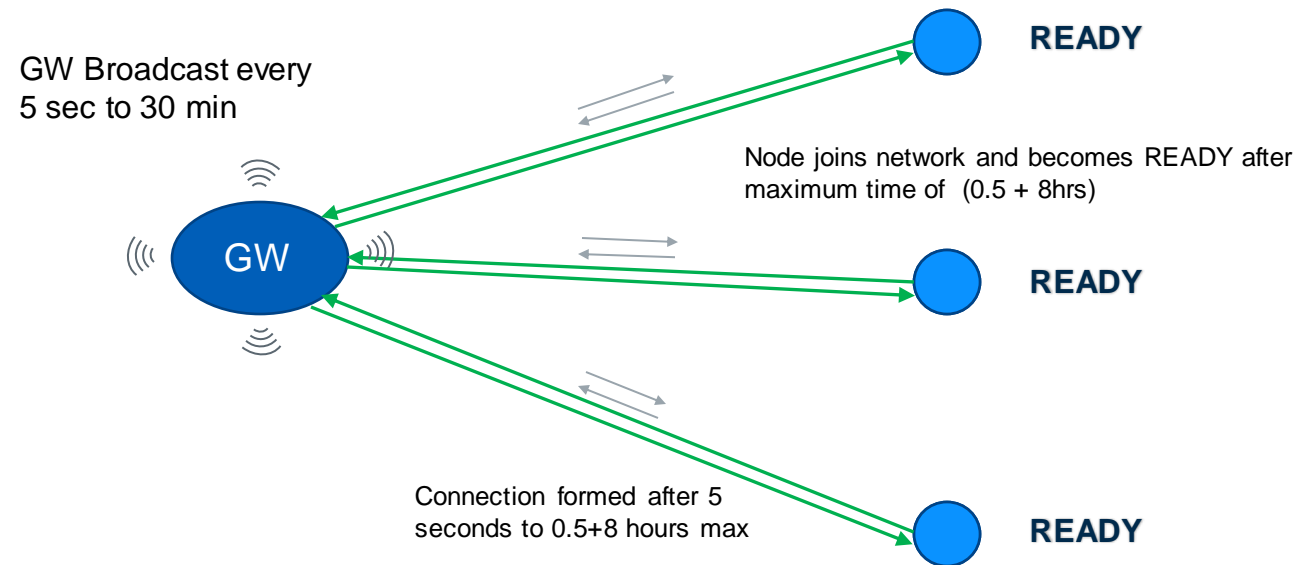 READY
GW Broadcast every
5 sec to 30 min
Node joins network and becomes READY after
maximum time of (0.5 + 8hrs)
GW
READY
Connection formed after 5
seconds to 0.5+8 hours max
READY